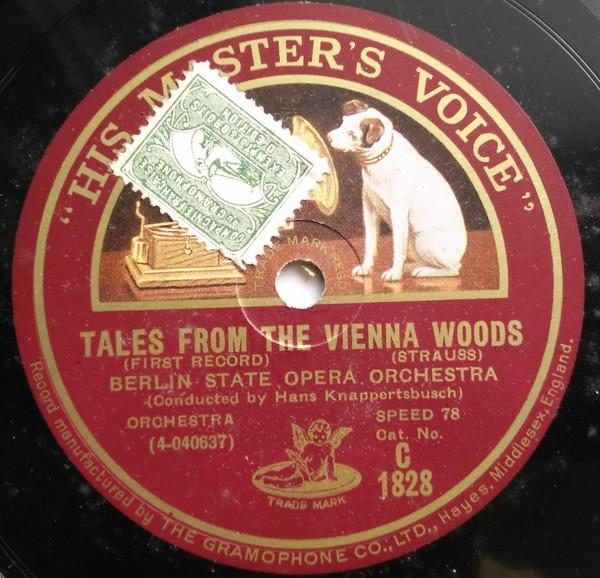 "HIS MASTER'S VOICE"
TRADE MARK
TALES FROM THE VIENNA WOODS
(FIRST RECORD)
(STRAUSS)
BERLIN STATE OPERA ORCHESTRA
(Conducted by Hans Knappertsbusch)
ORCHESTRA
(4-040637)
SPEED 78
Cat. No.
C
1828
TRADE MARK
Record manufactured by THE GRAMOPHONE CO., LTD., Hayes, Middlesex, England.